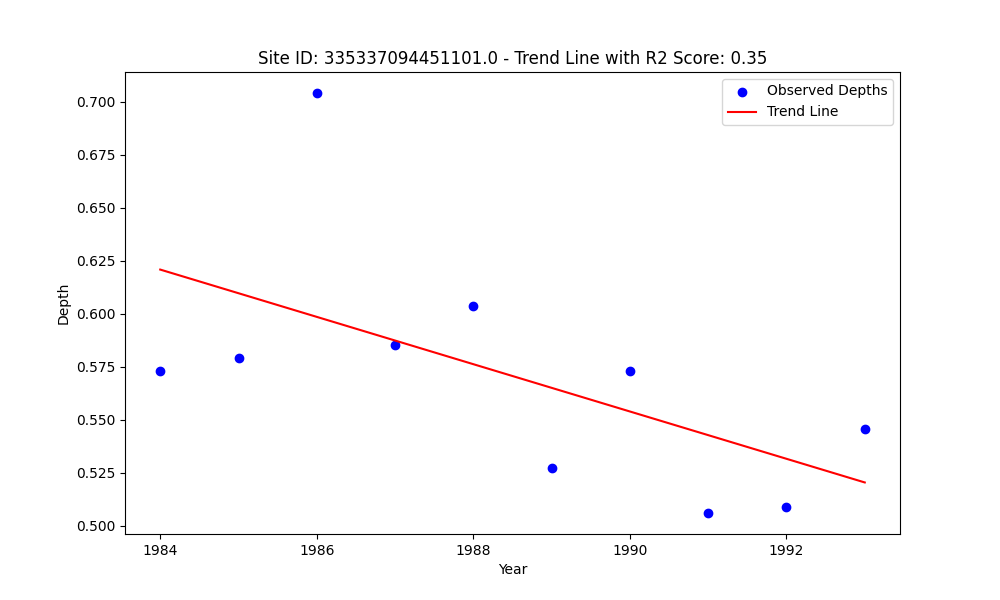 Site ID: 335337094451101.0 - Trend Line with R2 Score: 0.35
Observed Depths
Trend Line
0.700
0.675
0.650
0.625
0.600
0.575
0.550
0.525
0.500
Depth
1984
1986
1988
1990
1992
Year